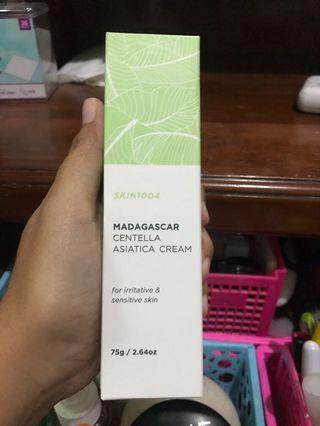 SKIN1004
MADAGASCAR
CENTELLA
ASIATICA CREAM
for irritative &
sensitive skin
75g / 2.64oz